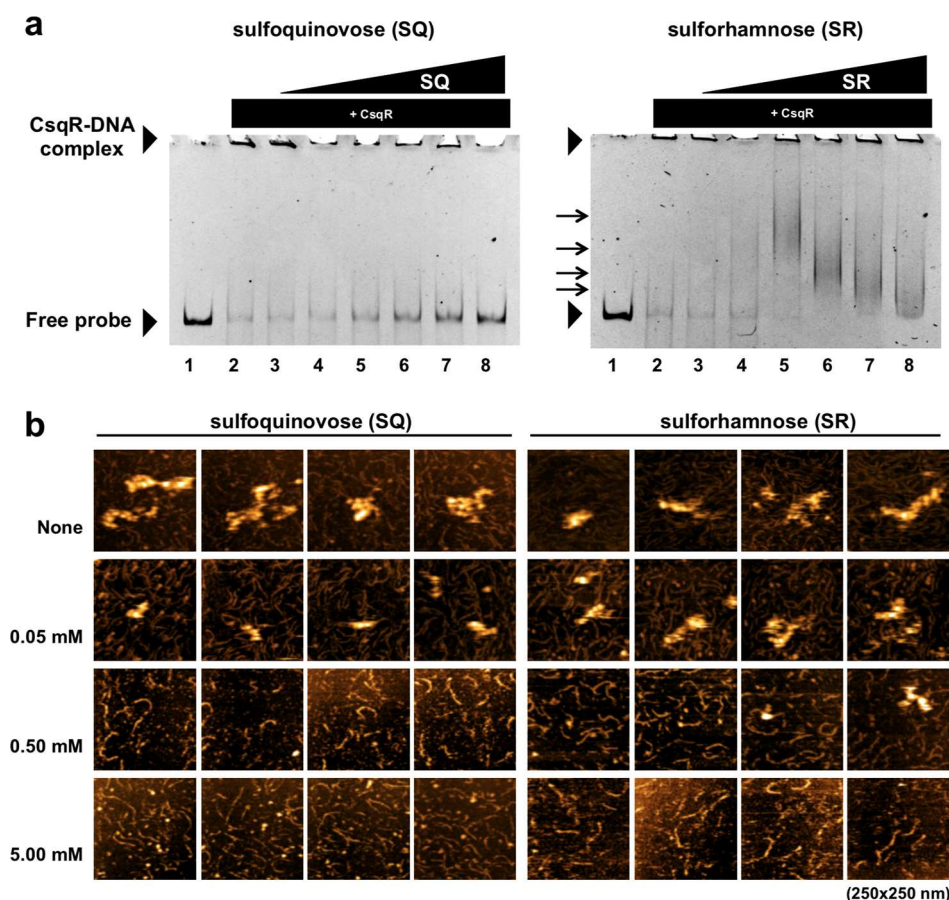 a
sulfoquinovose (SQ)
sulforhamnose (SR)
SQ
SR
+ CsqR
+ CsqR
CsqR-DNA
complex
Free probe
1 2 3 4 5 6 7 8
1 2 3 4 5 6 7 8
b
sulfoquinovose (SQ)
sulforhamnose (SR)
None
0.05 mM
0.50 mM
5.00 mM
(250x250 nm)